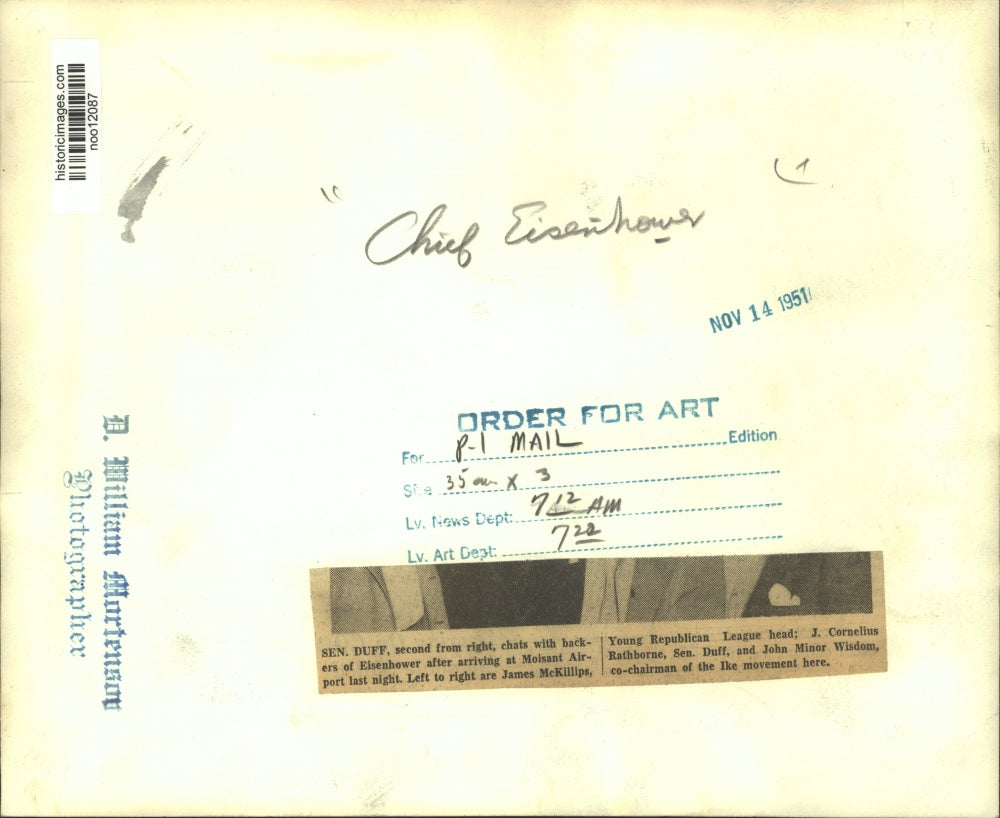 historicimages.com
noo12087
Chief Eisenhower
NOV 14 1951
ORDER FOR ART
For P-1 MAIL Edition
Size 35 em X 3
Lv. News Dept: 7 12 AM
Lv. Art Dept: 7 22
D. William Mortenson
Photographer
SEN. DUFF, second from right, chats with back-
ers of Eisenhower after arriving at Moisant Air-
port last night. Left to right are James McKillips,
Young Republican League head; J. Cornelius
Rathborne, Sen. Duff, and John Minor Wisdom,
co-chairman of the Ike movement here.